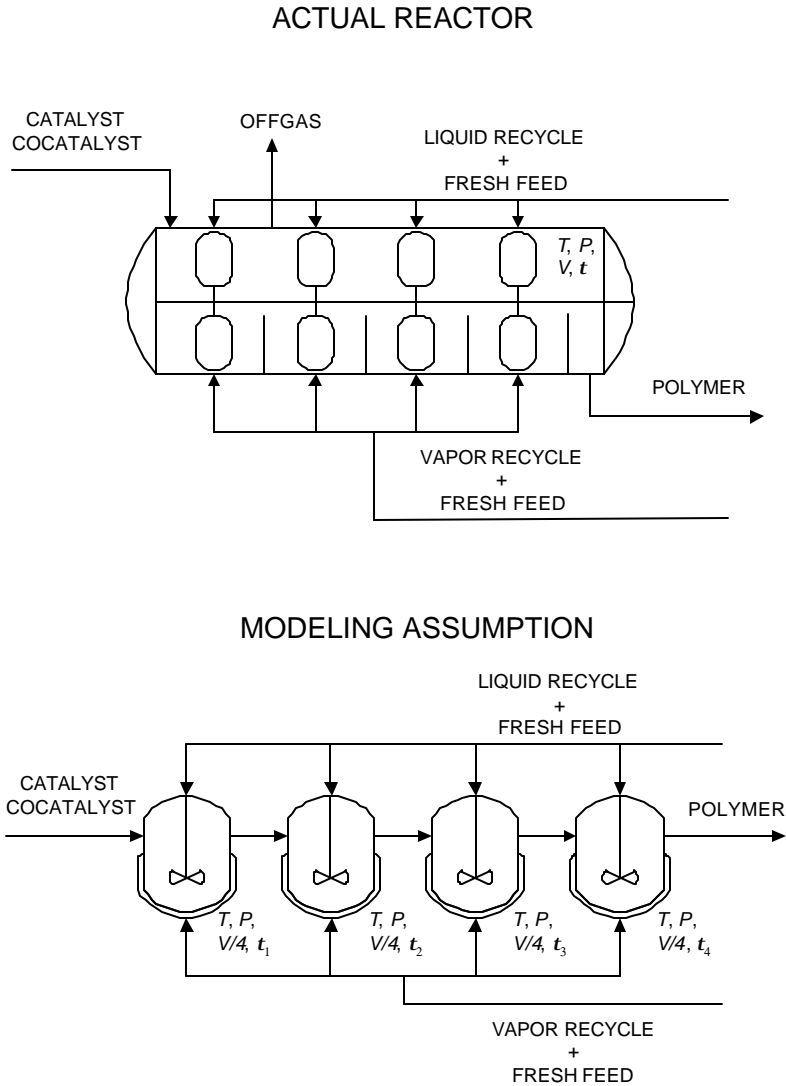 ACTUAL REACTOR
CATALYST
COCATALYST
OFFGAS
LIQUID RECYCLE
+
FRESH FEED
T, P,
V, t
POLYMER
VAPOR RECYCLE
+
FRESH FEED
MODELING ASSUMPTION
LIQUID RECYCLE
+
FRESH FEED
CATALYST
COCATALYST
POLYMER
T, P,
V/4, t₁
T, P,
V/4, t₂
T, P,
V/4, t₃
T, P,
V/4, t₄
VAPOR RECYCLE
+
FRESH FEED